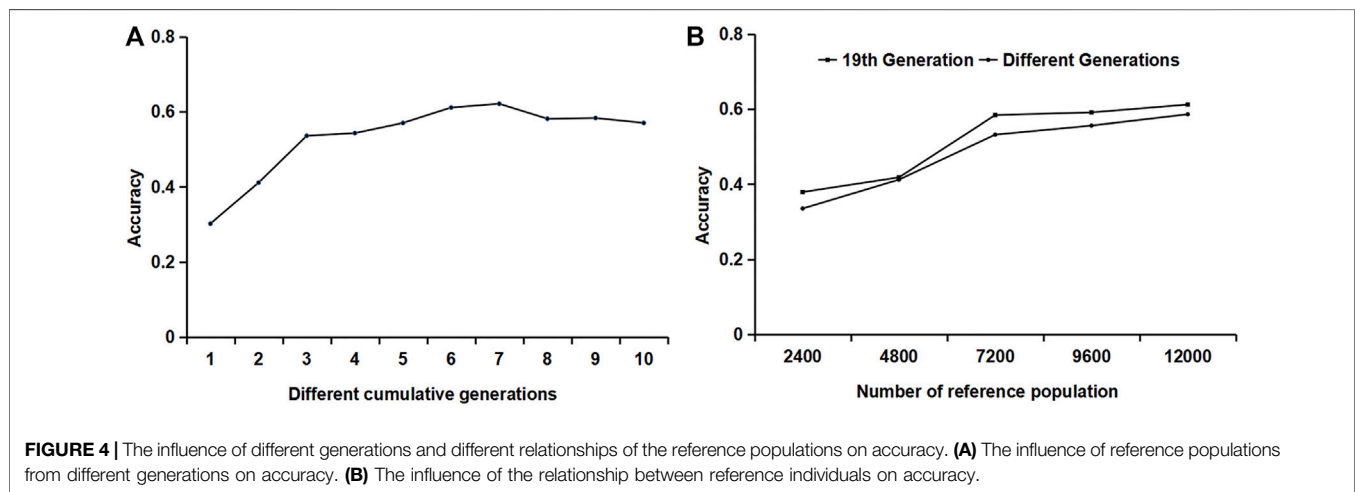 A
0.8
0.6
0.4
0.2
0
Accuracy
1 2 3 4 5 6 7 8 9 10
Different cumulative generations
B
0.8
0.6
0.4
0.2
0
Accuracy
19th Generation Different Generations
2400 4800 7200 9600 12000
Number of reference population
FIGURE 4 | The influence of different generations and different relationships of the reference populations on accuracy. (A) The influence of reference populations
from different generations on accuracy. (B) The influence of the relationship between reference individuals on accuracy.